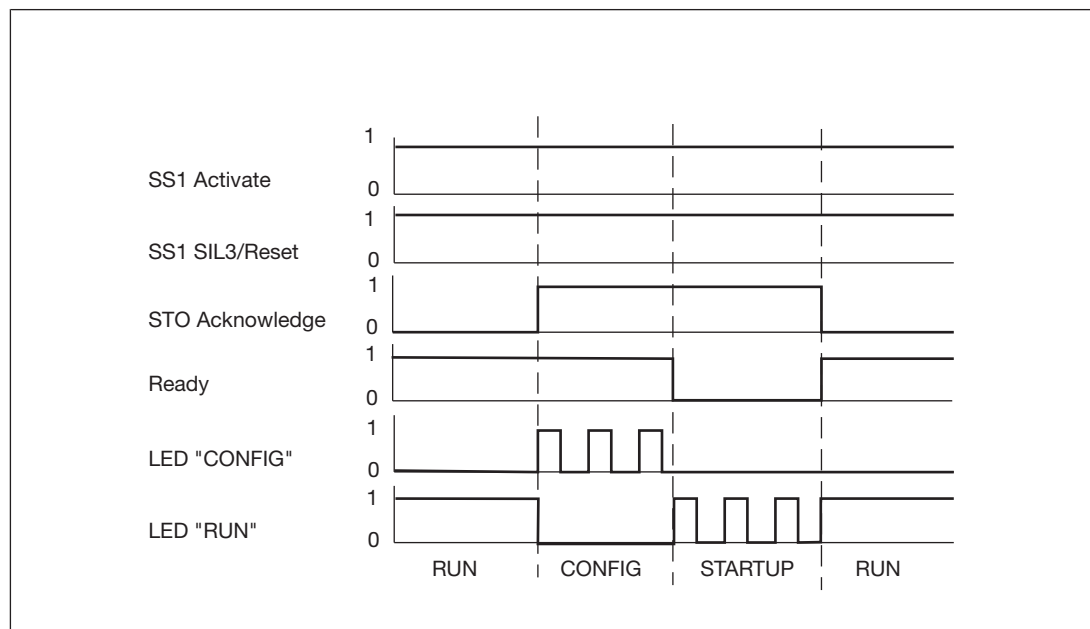 1
SS1 Activate
0
1
SS1 SIL3/Reset
0
1
STO Acknowledge
0
1
Ready
0
1
LED "CONFIG"
0
1
LED "RUN"
0
RUN CONFIG STARTUP RUN